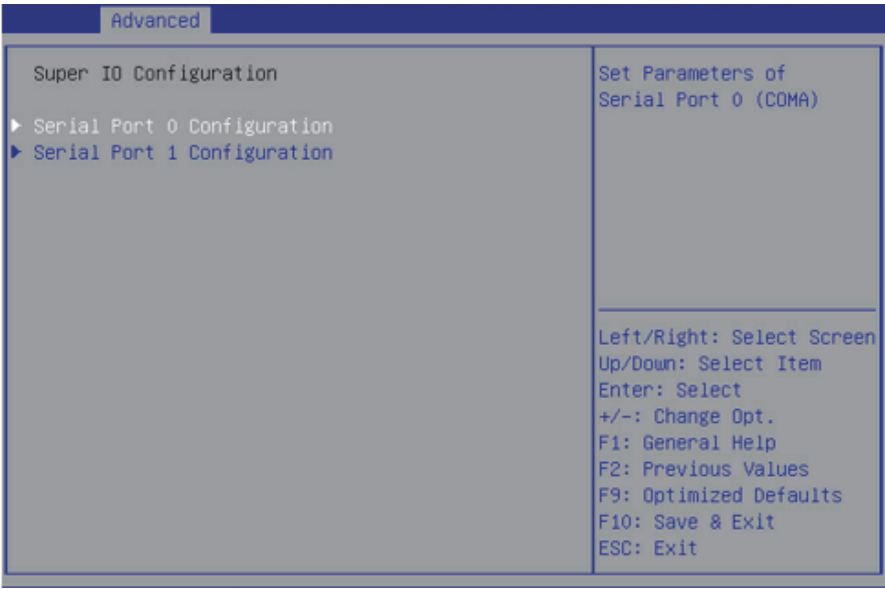 Advanced
Super IO Configuration
Serial Port 0 Configuration
Serial Port 1 Configuration
Set Parameters of
Serial Port 0 (COMA)
Left/Right: Select Screen
Up/Down: Select Item
Enter: Select
+/-: Change Opt.
F1: General Help
F2: Previous Values
F9: Optimized Defaults
F10: Save & Exit
ESC: Exit